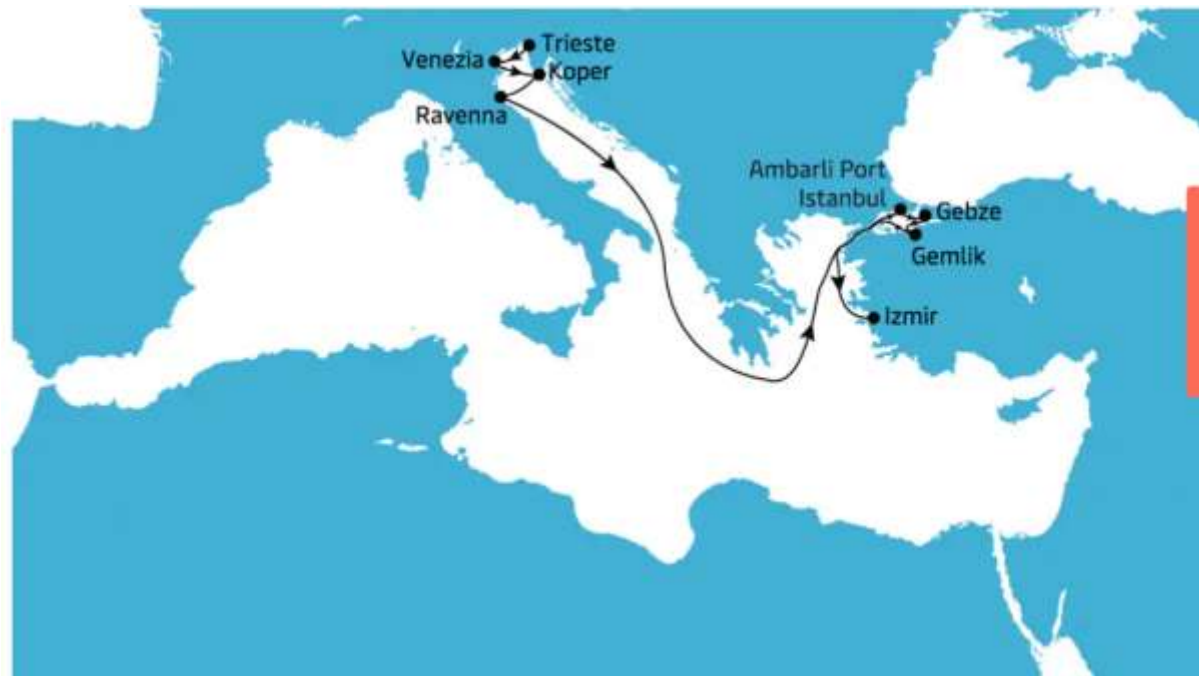 Trieste
Venezia
Koper
Ravenna
Ambarli Port
Istanbul
Gebze
Gemlik
Izmir